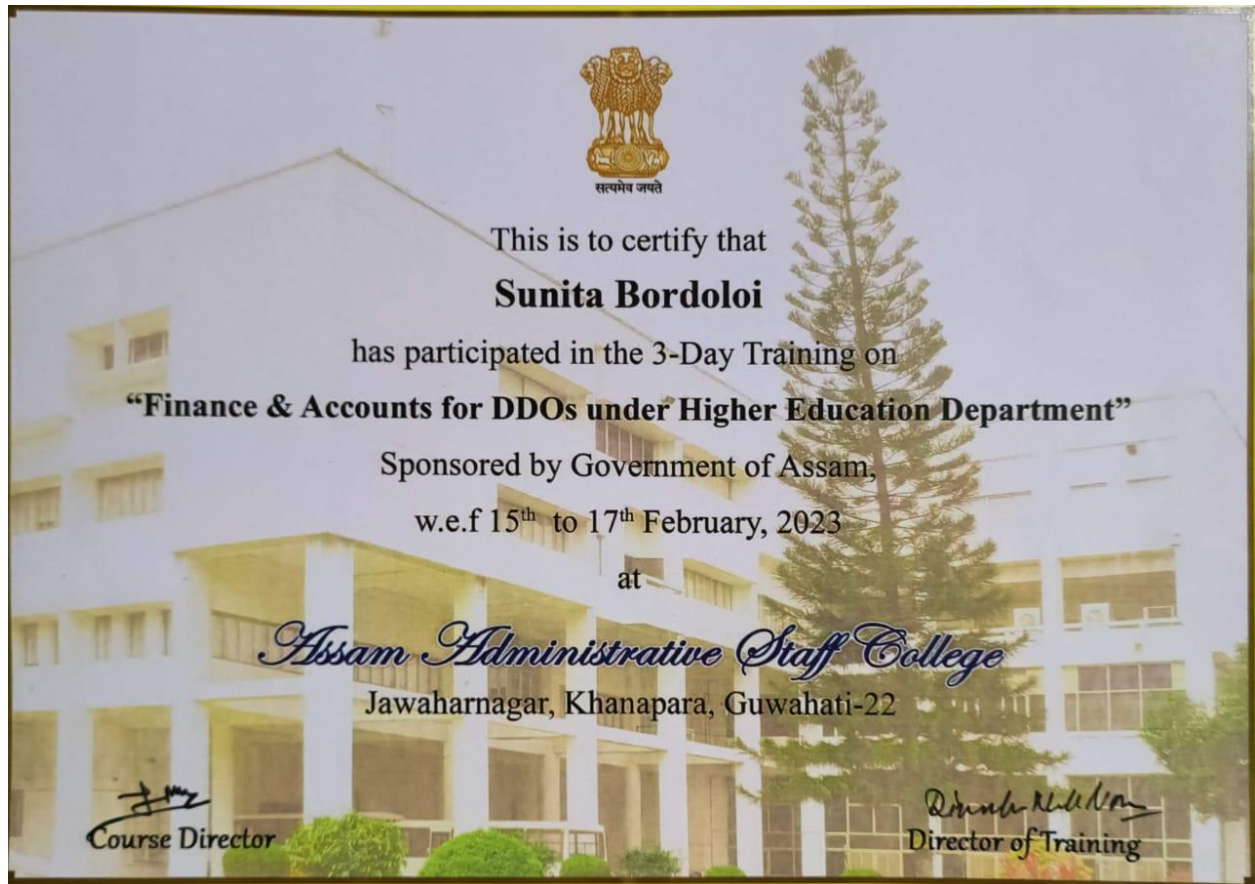 सत्यमेव जयते
This is to certify that
Sunita Bordoloi
has participated in the 3-Day Training on
“Finance & Accounts for DDOs under Higher Education Department”
Sponsored by Government of Assam,
w.e.f 15th to 17th February, 2023
at
Assam Administrative Staff College
Jawaharnagar, Khanapara, Guwahati-22
Course Director
Director of Training